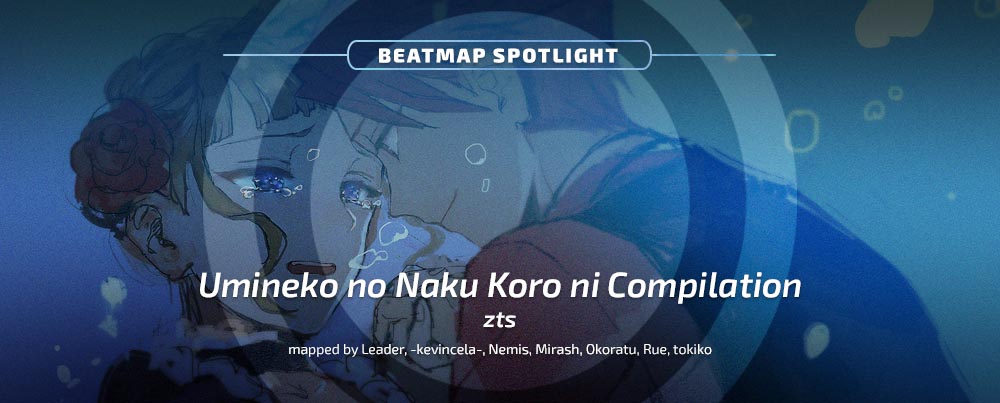 BEATMAP SPOTLIGHT
Umineko no Naku Koro ni Compilation
zts
mapped by Leader, -kevincela-, Nemis, Mirash, Okoratu, Rue, tokiko